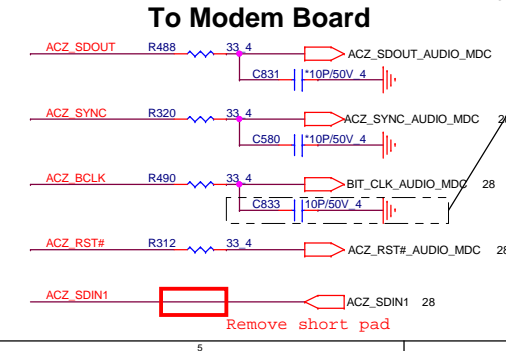 To Modem Board
ACZ_SDOUT R488 33_4 ACZ_SDOUT_AUDIO_MDC
C831 *10P/50V_4
ACZ_SYNC R320 33_4 ACZ_SYNC_AUDIO_MDC
C580 *10P/50V_4
ACZ_BCLK R490 33_4 BIT_CLK_AUDIO_MDC 28
C833 10P/50V_4
ACZ_RST# R312 33_4 ACZ_RST#_AUDIO_MDC 28
ACZ_SDIN1 ACZ_SDIN1 28
Remove short pad
5